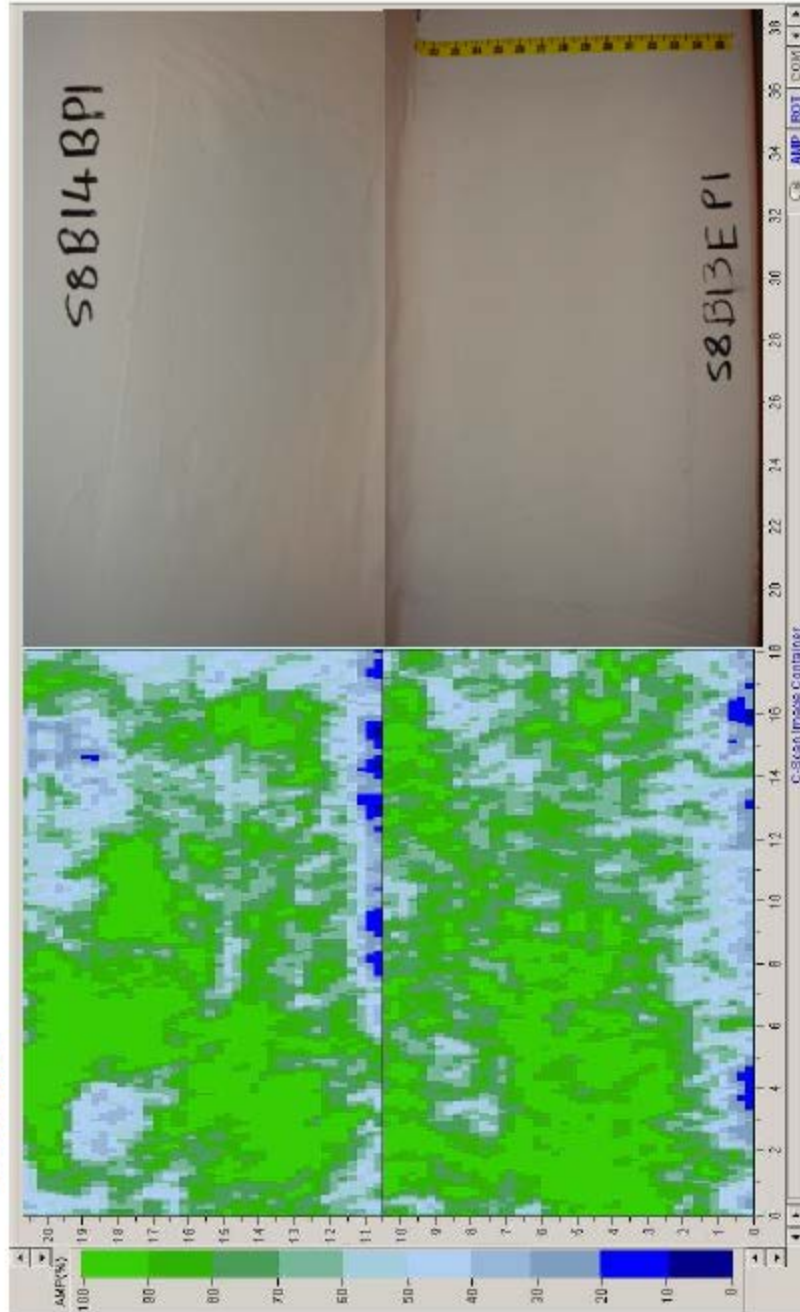 S8B14BP1
S8B13EP1
AMP ROT COM
20 19 18 17 16 15 14 13 12 11 10 9 8 7 6 5 4 3 2 1 0
0 2 4 6 8 10 12 14 16 18 20 22 24 26 28 30 32 34 36 38
AMP(%)
100 80 70 60 50 40 30 20 10 0
C-Scan Image Container